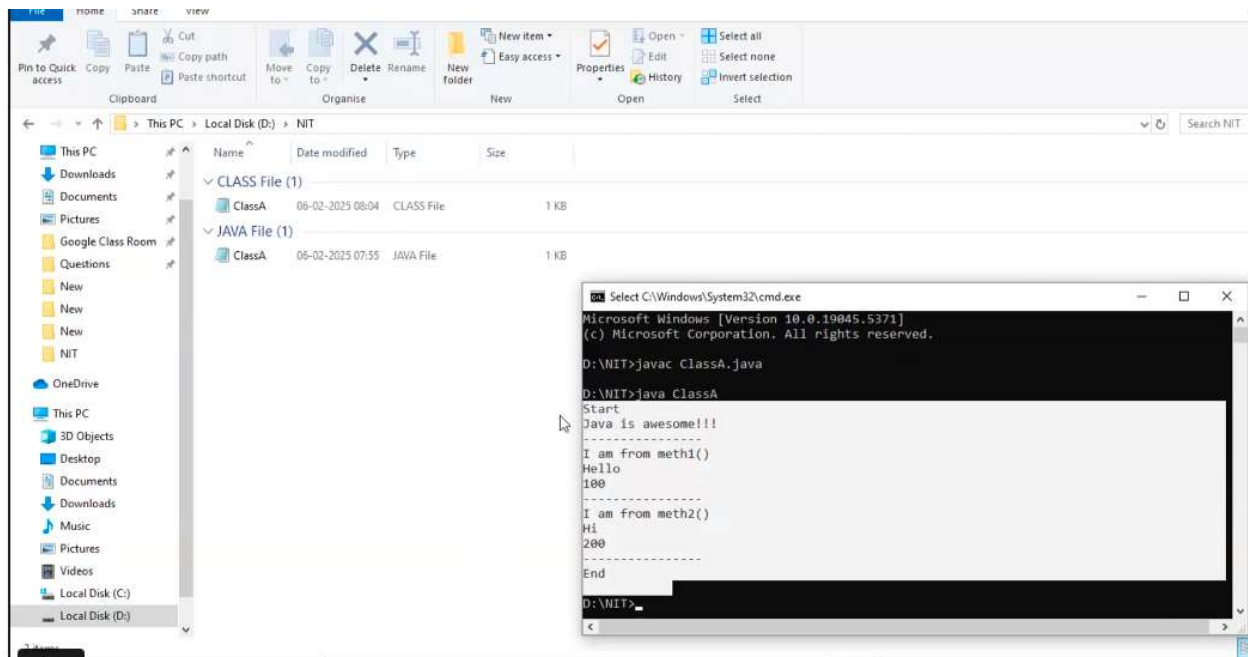 File Home Share View
Pin to Quick access
Copy
Paste
Cut
Copy path
Paste shortcut
Clipboard
Move to
Copy to
Delete
Rename
Organise
New folder
New item
Easy access
New
Properties
Open
Edit
History
Open
Select all
Select none
Invert selection
Select
This PC > Local Disk (D:) > NIT
Search NIT
This PC
Downloads
Documents
Pictures
Google Class Room
Questions
New
New
New
NIT
OneDrive
This PC
3D Objects
Desktop
Documents
Downloads
Music
Pictures
Videos
Local Disk (C:)
Local Disk (D:)
2 items
Name Date modified Type Size
CLASS File (1)
ClassA 06-02-2025 08:04 CLASS File 1 KB
JAVA File (1)
ClassA 06-02-2025 07:55 JAVA File 1 KB
Select C:\Windows\System32\cmd.exe
Microsoft Windows [Version 10.0.19045.5371]
(c) Microsoft Corporation. All rights reserved.
D:\NIT>javac ClassA.java
D:\NIT>java ClassA
Start
Java is awesome!!!
----------------
I am from meth1()
Hello
100
----------------
I am from meth2()
Hi
200
----------------
End
D:\NIT>